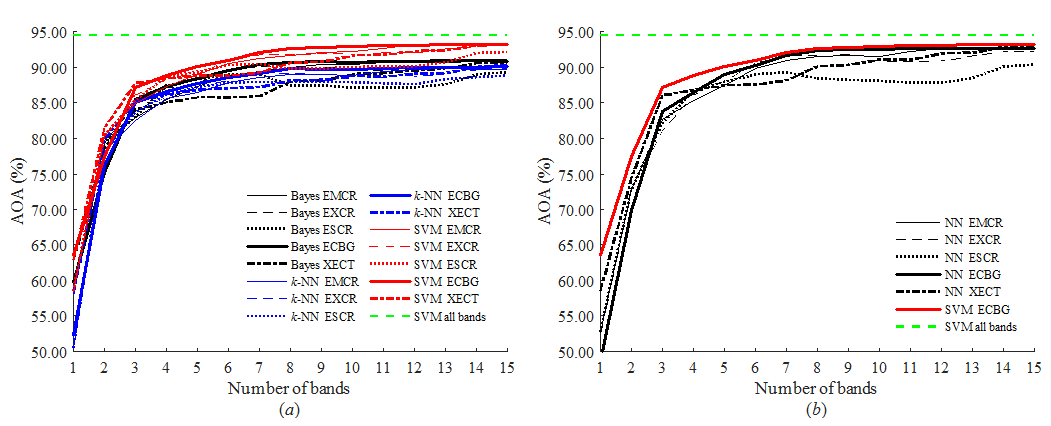 95.00
90.00
85.00
80.00
75.00
70.00
65.00
60.00
55.00
50.00
AOA (%)
1 2 3 4 5 6 7 8 9 10 11 12 13 14 15
Number of bands
(a)
Bayes EMCR
Bayes EXCR
Bayes ESCR
Bayes ECBG
Bayes XECT
k-NN EMCR
k-NN EXCR
k-NN ESCR
k-NN ECBG
k-NN XECT
SVM EMCR
SVM EXCR
SVM ESCR
SVM ECBG
SVM XECT
SVM all bands
95.00
90.00
85.00
80.00
75.00
70.00
65.00
60.00
55.00
50.00
AOA (%)
1 2 3 4 5 6 7 8 9 10 11 12 13 14 15
Number of bands
(b)
NN EMCR
NN EXCR
NN ESCR
NN ECBG
NN XECT
SVM ECBG
SVM all bands